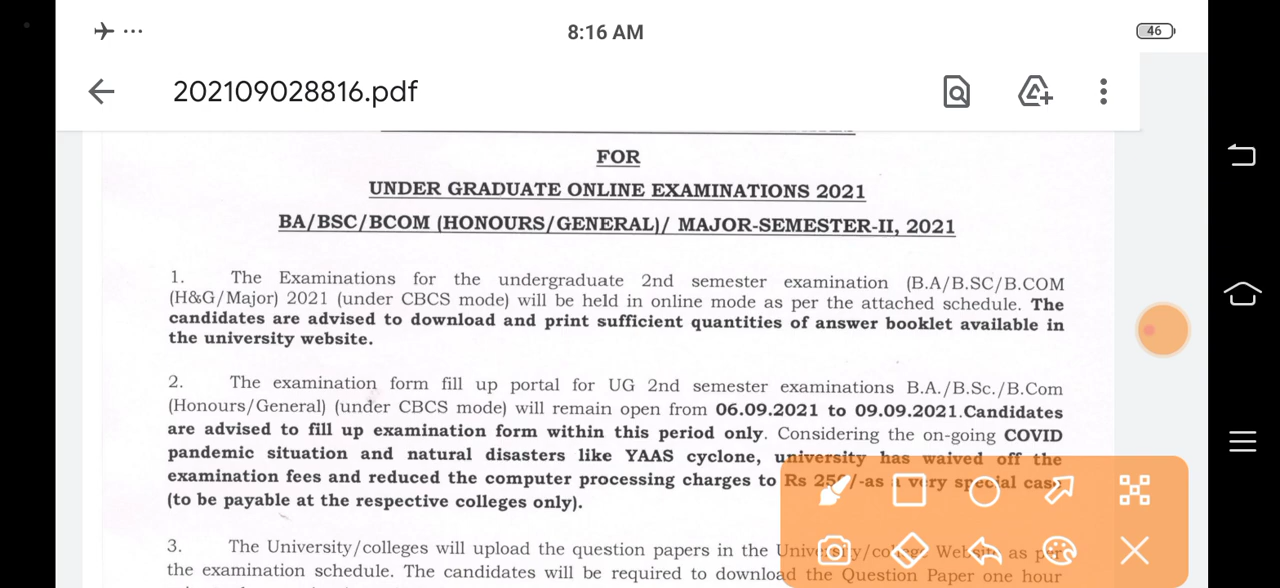 8:16 AM
46
202109028816.pdf
FOR
UNDER GRADUATE ONLINE EXAMINATIONS 2021
BA/BSC/BCOM (HONOURS/GENERAL)/ MAJOR-SEMESTER-II, 2021
1. The Examinations for the undergraduate 2nd semester examination (B.A/B.SC/B.COM
(H&G/Major) 2021 (under CBCS mode) will be held in online mode as per the attached schedule. The
candidates are advised to download and print sufficient quantities of answer booklet available in
the university website.
2. The examination form fill up portal for UG 2nd semester examinations B.A./B.Sc./B.Com
(Honours/General) (under CBCS mode) will remain open from 06.09.2021 to 09.09.2021.Candidates
are advised to fill up examination form within this period only. Considering the on-going COVID
pandemic situation and natural disasters like YAAS cyclone, university has waived off the
examination fees and reduced the computer processing charges to Rs /-as a very special case
(to be payable at the respective colleges only).
3. The University/colleges will upload the question papers in the University/college Website as per
the examination schedule. The candidates will be required to download the Question Paper one hour